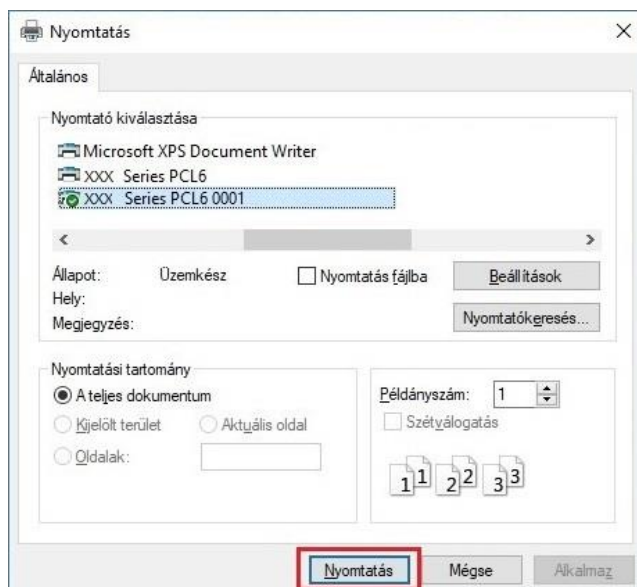 Nyomtatás
Általános
Nyomtató kiválasztása
Microsoft XPS Document Writer
XXX Series PCL6
XXX Series PCL6 0001
Állapot: Üzemkész
Nyomtatás fájlba
Beállítások
Hely:
Megjegyzés:
Nyomtatókeresés...
Nyomtatási tartomány
A teljes dokumentum
Kijelölt terület
Aktuális oldal
Oldalak:
Példányszám: 1
Szétválogatás
1 1 2 2 3 3
Nyomtatás
Mégse
Alkalmaz